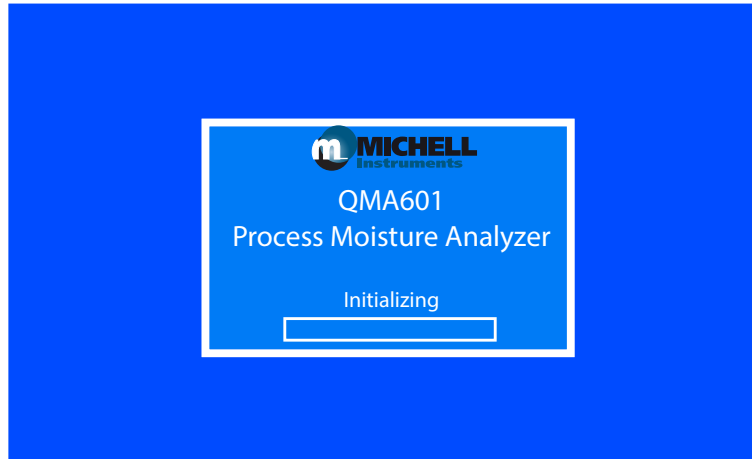 m MICHELL
Instruments
QMA601
Process Moisture Analyzer
Initializing